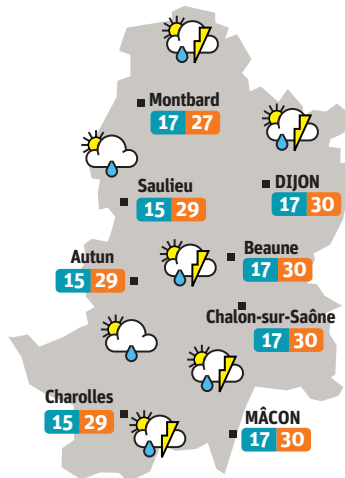 Montbard
17 27
Saulieu
15 29
DIJON
17 30
Beaune
17 30
Autun
15 29
Chalon-sur-Saône
17 30
Charolles
15 29
MÂCON
17 30